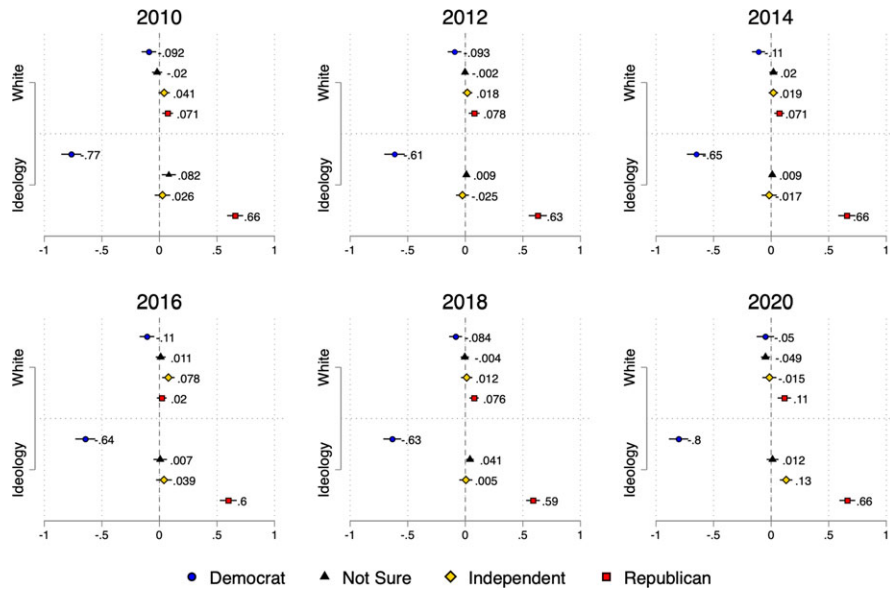 2010 2012 2014
White -.092 -.02 .041 .071
Ideology -.77 .082 .026 .66
-1 -.5 0 .5 1
White -.093 -.002 .018 .078
Ideology -.61 .009 -.025 .63
-1 -.5 0 .5 1
White -.11 .02 .019 .071
Ideology -.65 .009 -.017 .66
-1 -.5 0 .5 1
2016 2018 2020
White -.11 .011 .078 .02
Ideology -.64 .007 .039 .6
-1 -.5 0 .5 1
White -.084 -.004 .012 .076
Ideology -.63 .041 .005 .59
-1 -.5 0 .5 1
White -.05 -.049 -.015 .11
Ideology -.8 .012 .13 .66
-1 -.5 0 .5 1
Democrat Not Sure Independent Republican